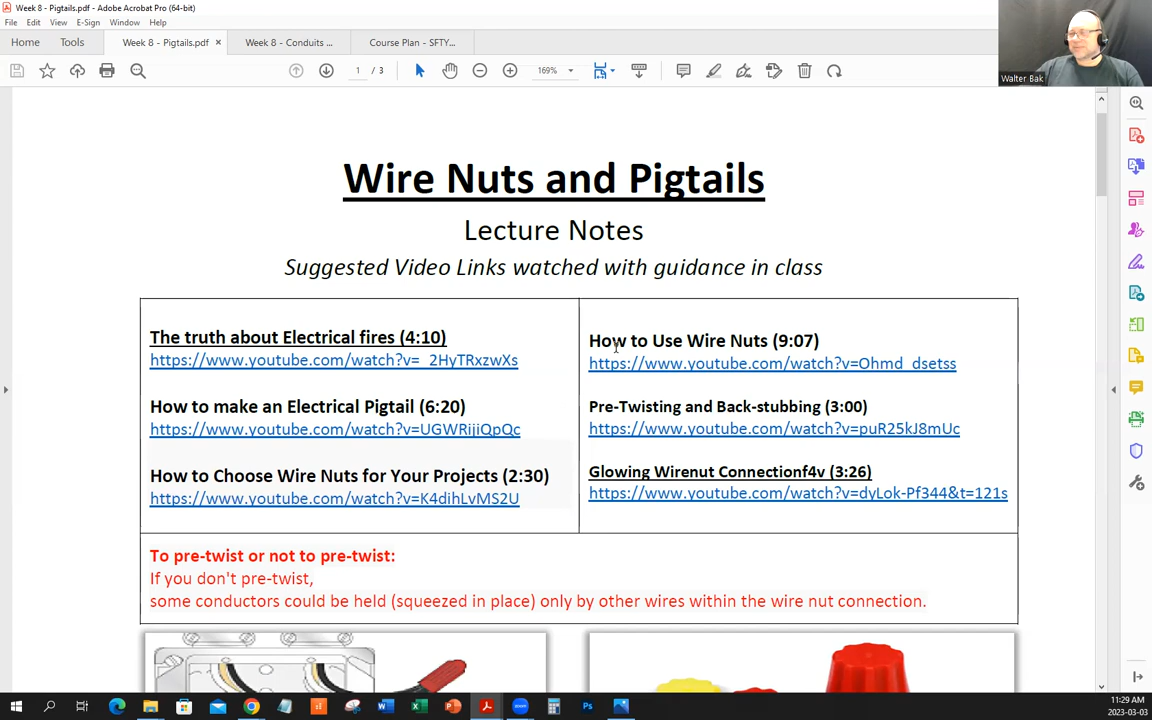 Week 8 - Pigtails.pdf - Adobe Acrobat Pro (64-bit)
File Edit View E-Sign Window Help
Home Tools Week 8 - Pigtails.pdf × Week 8 - Conduits ... Course Plan - SFTY...
1 / 3 169%
Walter Bak
Wire Nuts and Pigtails
Lecture Notes
Suggested Video Links watched with guidance in class
The truth about Electrical fires (4:10)
https://www.youtube.com/watch?v=_2HyTRxzwXs
How to make an Electrical Pigtail (6:20)
https://www.youtube.com/watch?v=UGWRijiQpQc
How to Choose Wire Nuts for Your Projects (2:30)
https://www.youtube.com/watch?v=K4dihLvMS2U
How to Use Wire Nuts (9:07)
https://www.youtube.com/watch?v=Ohmd_dsetss
Pre-Twisting and Back-stubbing (3:00)
https://www.youtube.com/watch?v=puR25kJ8mUc
Glowing Wirenut Connectionf4v (3:26)
https://www.youtube.com/watch?v=dyLok-Pf344&t=121s
To pre-twist or not to pre-twist:
If you don't pre-twist,
some conductors could be held (squeezed in place) only by other wires within the wire nut connection.
11:29 AM
2023-03-03